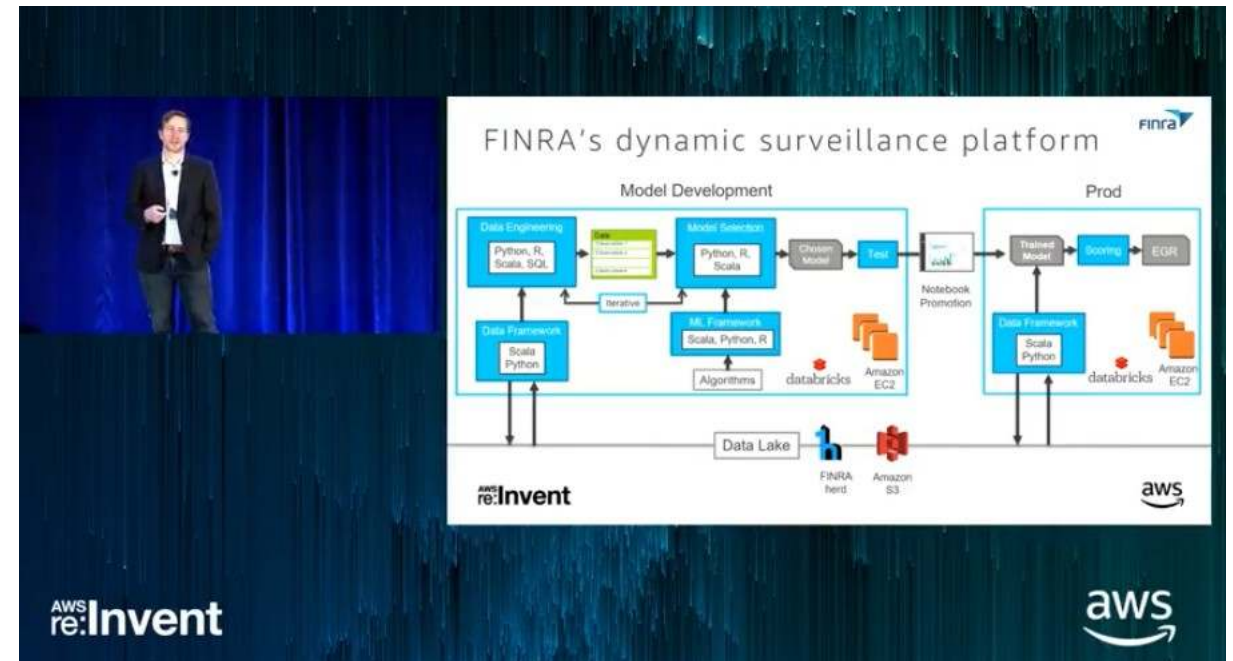 FINRA's dynamic surveillance platform
Finra
Model Development
Prod
Data Engineering
Python, R,
Scala, SQL
Data
Model Selection
Python, R,
Scala
Chosen
Model
Test
Notebook
Promotion
Trained
Model
Scoring
EGR
Iterative
Data Framework
Scala
Python
ML Framework
Scala, Python, R
Algorithms
databricks
Amazon
EC2
Data Framework
Scala
Python
databricks
Amazon
EC2
Data Lake
FINRA
herd
Amazon
S3
AWS
re:Invent
aws
AWS
re:Invent
aws